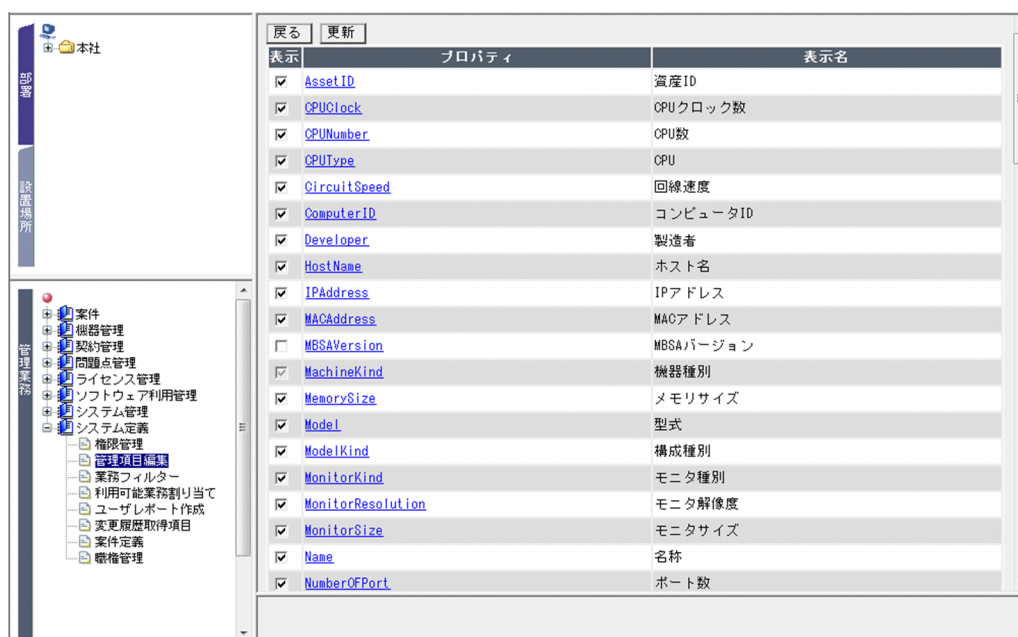 部署
本社
設置場所
管理業務
案件
機器管理
契約管理
問題点管理
ライセンス管理
ソフトウェア利用管理
システム管理
システム定義
権限管理
管理項目編集
業務フィルター
利用可能業務割り当て
ユーザレポート作成
変更履歴取得項目
案件定義
職権管理
戻る 更新
表示 プロパティ 表示名
AssetID 資産ID
CPUClock CPUクロック数
CPUNumber CPU数
CPUType CPU
CircuitSpeed 回線速度
ComputerID コンピュータID
Developer 製造者
HostName ホスト名
IPAddress IPアドレス
MACAddress MACアドレス
MBSAVersion MBSAバージョン
MachineKind 機器種別
MemorySize メモリサイズ
Model 型式
ModelKind 構成種別
MonitorKind モニタ種別
MonitorResolution モニタ解像度
MonitorSize モニタサイズ
Name 名称
NumberOFPort ポート数